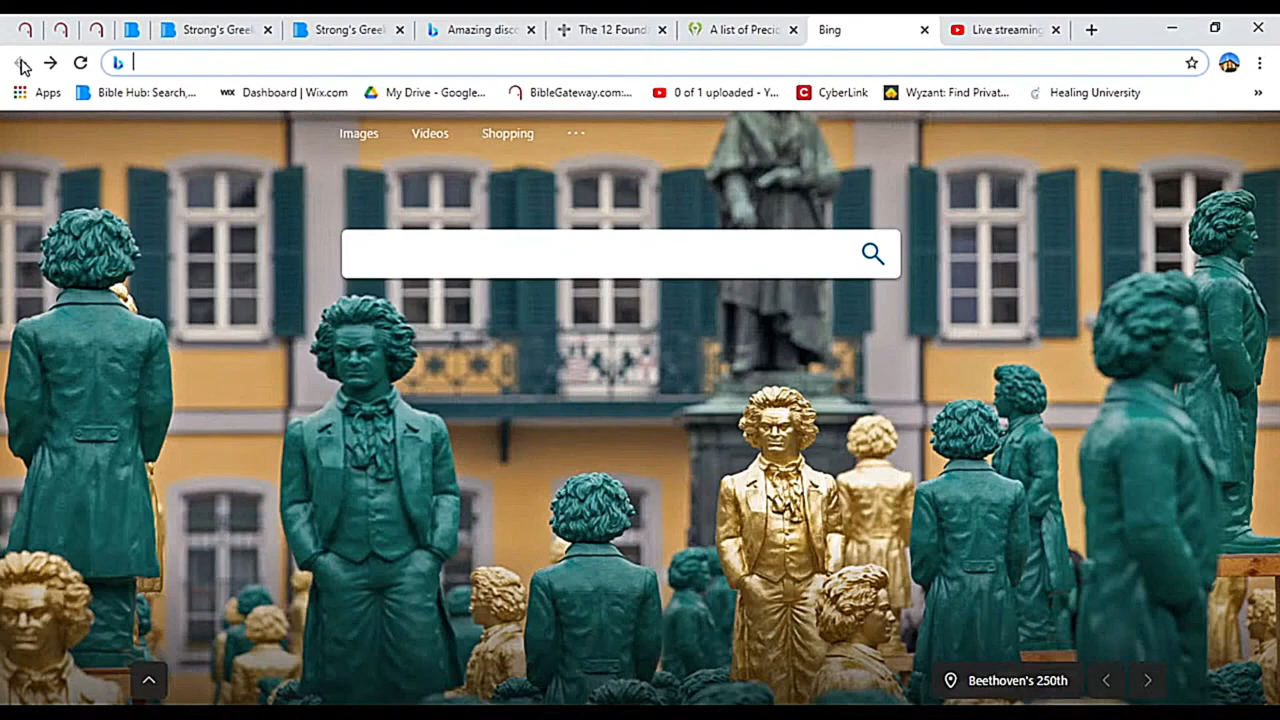 Strong's Greek
Strong's Greek
Amazing disc
The 12 Found
A list of Preci
Bing
Live streaming
Apps
Bible Hub: Search,...
WIX Dashboard | Wix.com
My Drive - Google...
BibleGateway.com:...
0 of 1 uploaded - Y...
CyberLink
Wyzant: Find Privat...
Healing University
Images
Videos
Shopping
Beethoven's 250th